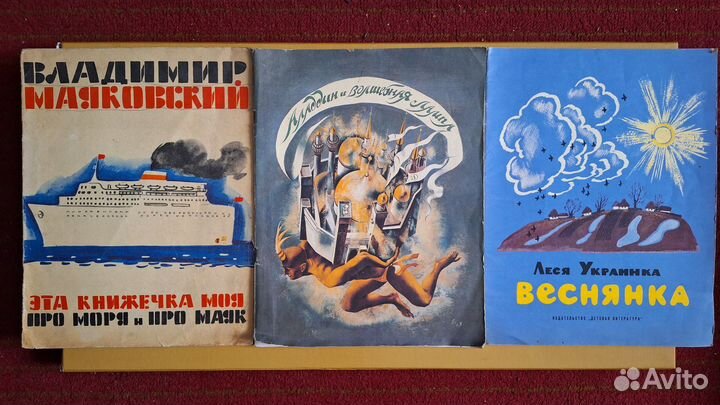 ВЛАДИМИР
МАЯКОВСКИЙ
ЭТА КНИЖЕЧКА МОЯ
ПРО МОРЯ и ПРО МАЯК
Аладдин и волшебная лампа
Леся Украинка
ВЕСНЯНКА
ИЗДАТЕЛЬСТВО „ДЕТСКАЯ ЛИТЕРАТУРА"
Avito